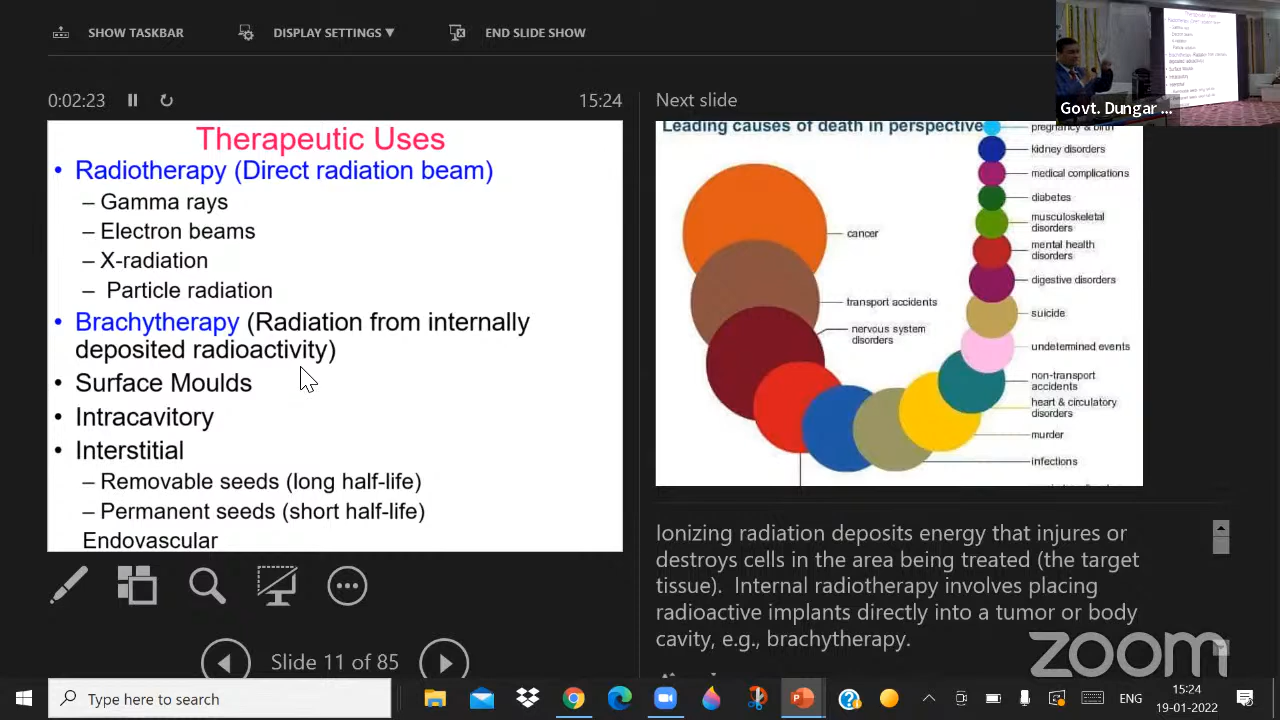 SHOW TASKBAR
DISPLAY SETTINGS ▼
END SLIDE SHOW
0:02:23
15:24
Next slide
Govt. Dungar ...
Therapeutic Uses
• Radiotherapy (Direct radiation beam)
– Gamma rays
– Electron beams
– X-radiation
– Particle radiation
• Brachytherapy (Radiation from internally
deposited radioactivity)
• Surface Moulds
• Intracavitory
• Interstitial
– Removable seeds (long half-life)
– Permanent seeds (short half-life)
Endovascular
Leading causes of death in perspective
pregnancy & birth
kidney disorders
medical complications
diabetes
musculoskeletal
disorders
mental health
disorders
digestive disorders
suicide
undetermined events
non-transport
accidents
heart & circulatory
disorders
murder
infections
cancer
transport accidents
nervous system
disorders
Ionizing radiation deposits energy that injures or
destroys cells in the area being treated (the target
tissue). Internal radiotherapy involves placing
radioactive implants directly into a tumor or body
cavity, e.g., brachytherapy.
Slide 11 of 85
zoom
Type here to search
ENG
15:24
19-01-2022